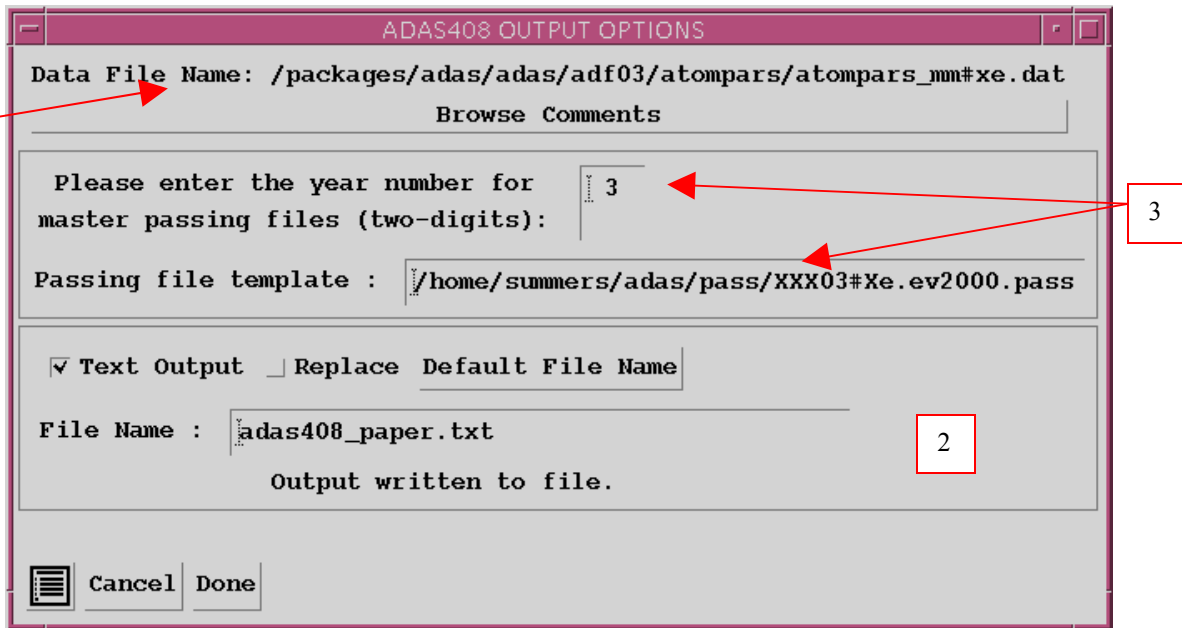 ADAS408 OUTPUT OPTIONS
Data File Name: /packages/adas/adas/adf03/atompars/atompars_mm#xe.dat
Browse Comments
Please enter the year number for
master passing files (two-digits):
3
3
Passing file template : /home/summers/adas/pass/XXX03#Xe.ev2000.pass
Text Output Replace Default File Name
File Name : adas408_paper.txt
2
Output written to file.
Cancel Done